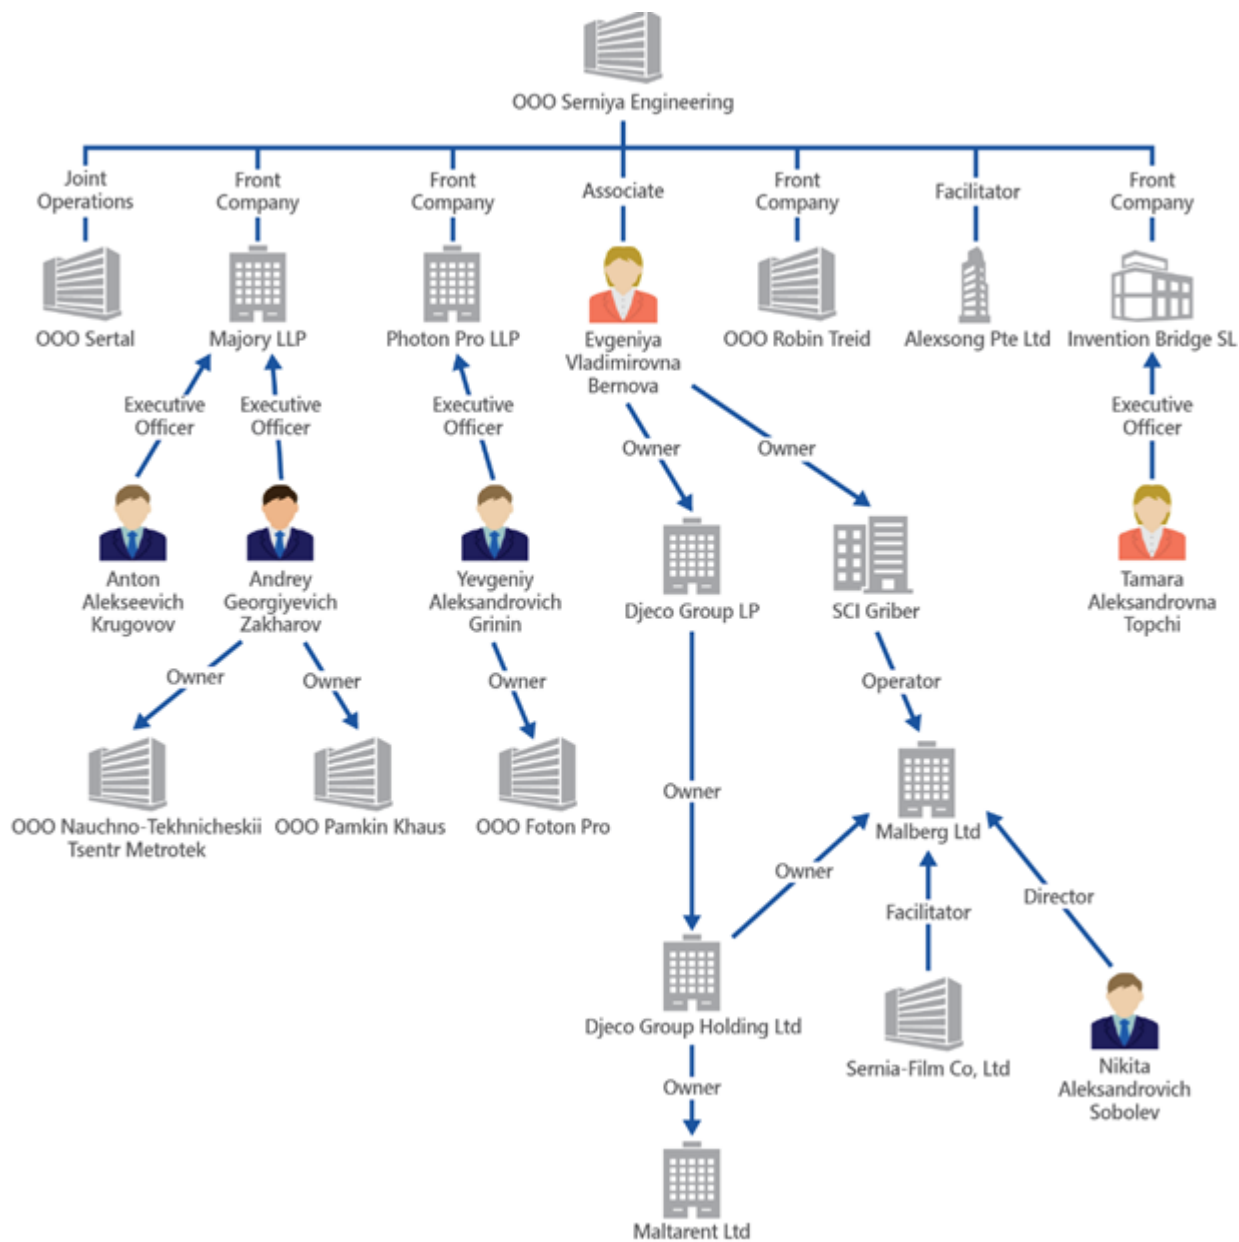 OOO Serniya Engineering
Joint
Operations
Front
Company
Front
Company
Associate
Front
Company
Facilitator
Front
Company
OOO Sertal
Majory LLP
Photon Pro LLP
Evgeniya
Vladimirovna
Bernova
OOO Robin Treid
Alexsong Pte Ltd
Invention Bridge SL
Executive
Officer
Executive
Officer
Executive
Officer
Owner
Owner
Executive
Officer
Anton
Alekseevich
Krugovov
Andrey
Georgiyevich
Zakharov
Yevgeniy
Aleksandrovich
Grinin
Djeco Group LP
SCI Griber
Tamara
Aleksandrovna
Topchi
Owner
Owner
Owner
Operator
OOO Nauchno-Tekhnicheskii
Tsentr Metrotek
OOO Pamkin Khaus
OOO Foton Pro
Owner
Malberg Ltd
Owner
Facilitator
Director
Djeco Group Holding Ltd
Sernia-Film Co, Ltd
Nikita
Aleksandrovich
Sobolev
Owner
Maltarent Ltd